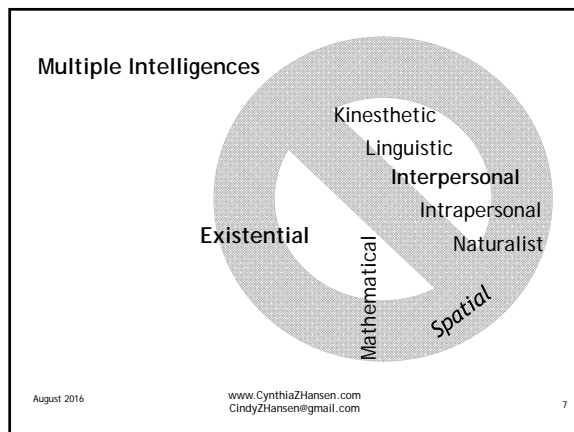 Multiple Intelligences
Kinesthetic
Linguistic
Interpersonal
Intrapersonal
Existential
Naturalist
Mathematical
Spatial
August 2016
www.CynthiaZHansen.com
CindyZHansen@gmail.com
7